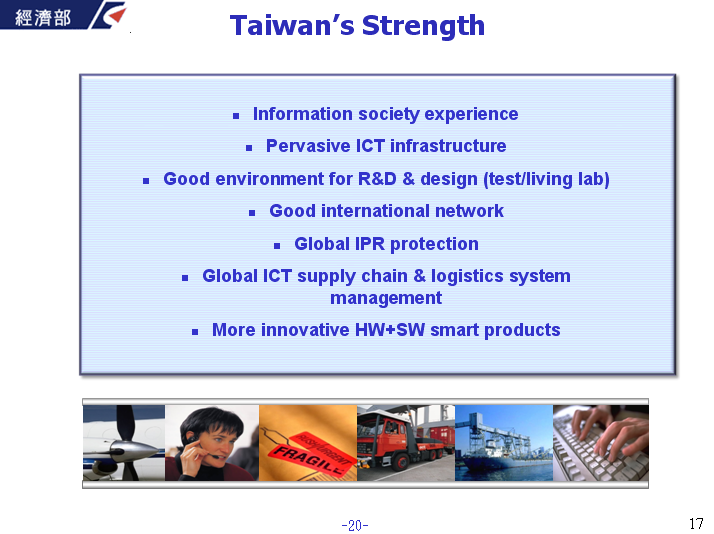 經濟部
Taiwan’s Strength
▪ Information society experience
▪ Pervasive ICT infrastructure
▪ Good environment for R&D & design (test/living lab)
▪ Good international network
▪ Global IPR protection
▪ Global ICT supply chain & logistics system
management
▪ More innovative HW+SW smart products
FRAGILE
-20-
17